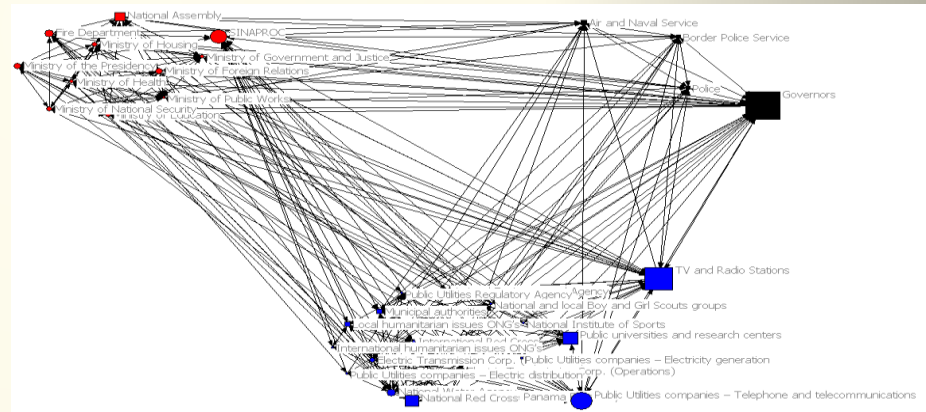 National Assembly
Air and Naval Service
Fire Department
SINAPROC
Border Police Service
Ministry of Housing
Ministry of Government and Justice
Ministry of the Presidency
Ministry of Foreign Relations
Ministry of Health
Police
Governors
Ministry of Public Works
Ministry of National Security
Ministry of Education
TV and Radio Stations
Public Utilities Regulatory Agency
Agency
National and local Boy and Girl Scouts groups
Municipal authorities
Local humanitarian issues ONG's
National Institute of Sports
Public universities and research centers
International Red Cross
International humanitarian issues ONG's
Electric Transmission Corp.
Public Utilities companies – Electricity generation
Corp. (Operations)
Public Utilities companies – Electric distribution
National Water
National Red Cross
Panama
Public Utilities companies – Telephone and telecommunications